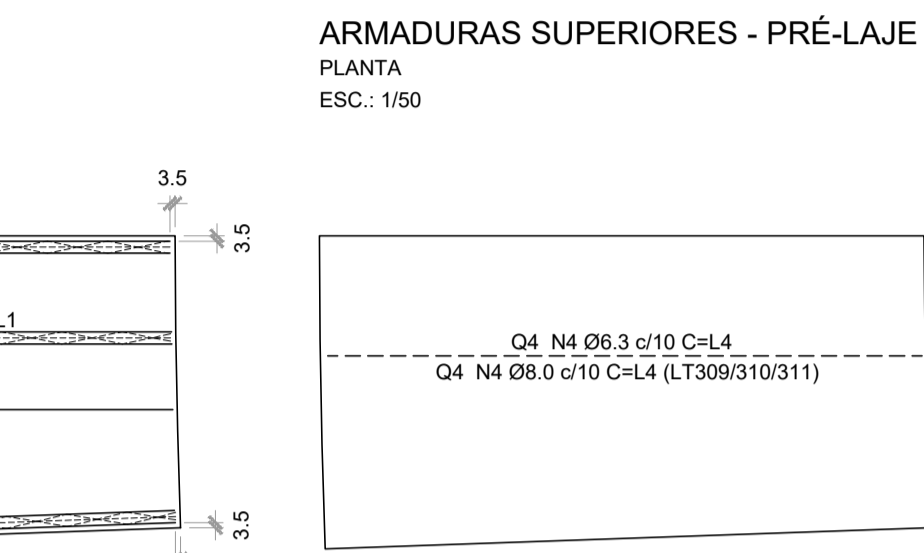 ARMADURAS SUPERIORES - PRÉ-LAJE
PLANTA
ESC.: 1/50
3.5
3.5
L1
Q4 N4 Ø6.3 c/10 C=L4
Q4 N4 Ø8.0 c/10 C=L4 (LT309/310/311)
3.5